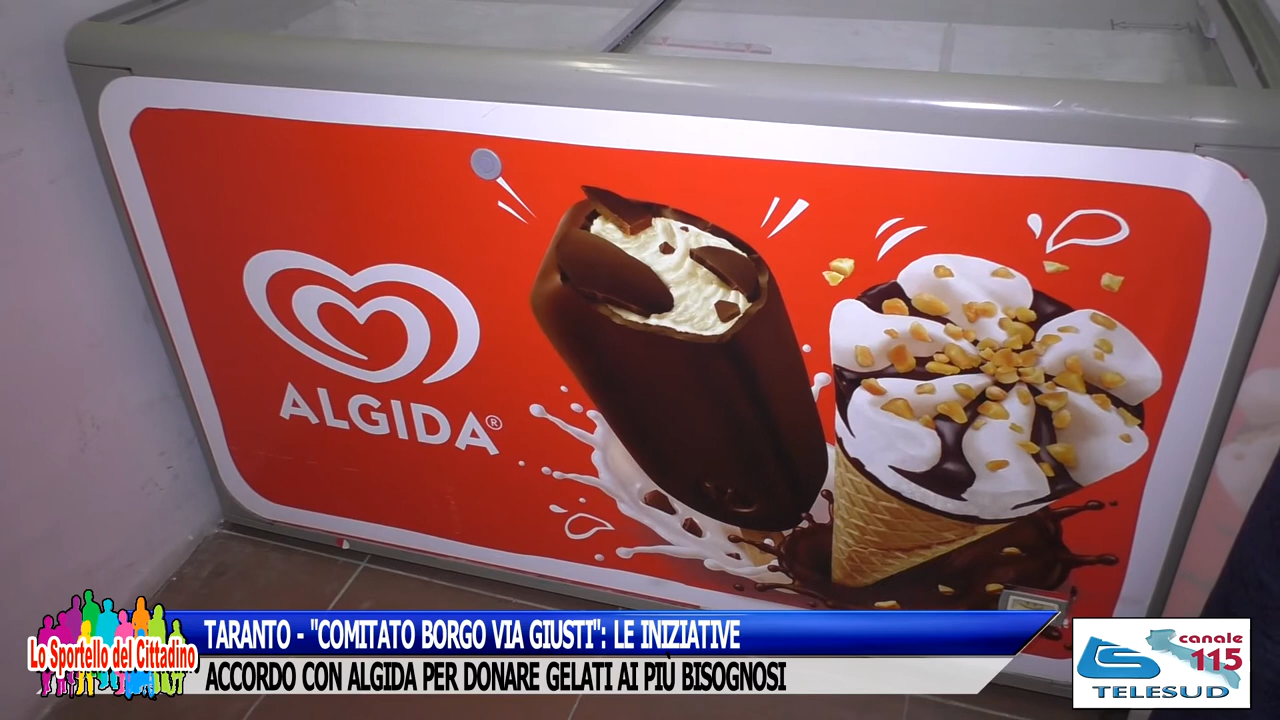 ALGIDA®
TARANTO - "COMITATO BORGO VIA GIUSTI": LE INIZIATIVE
ACCORDO CON ALGIDA PER DONARE GELATI AI PIÙ BISOGNOSI
Lo Sportello del Cittadino
canale
115
TELESUD